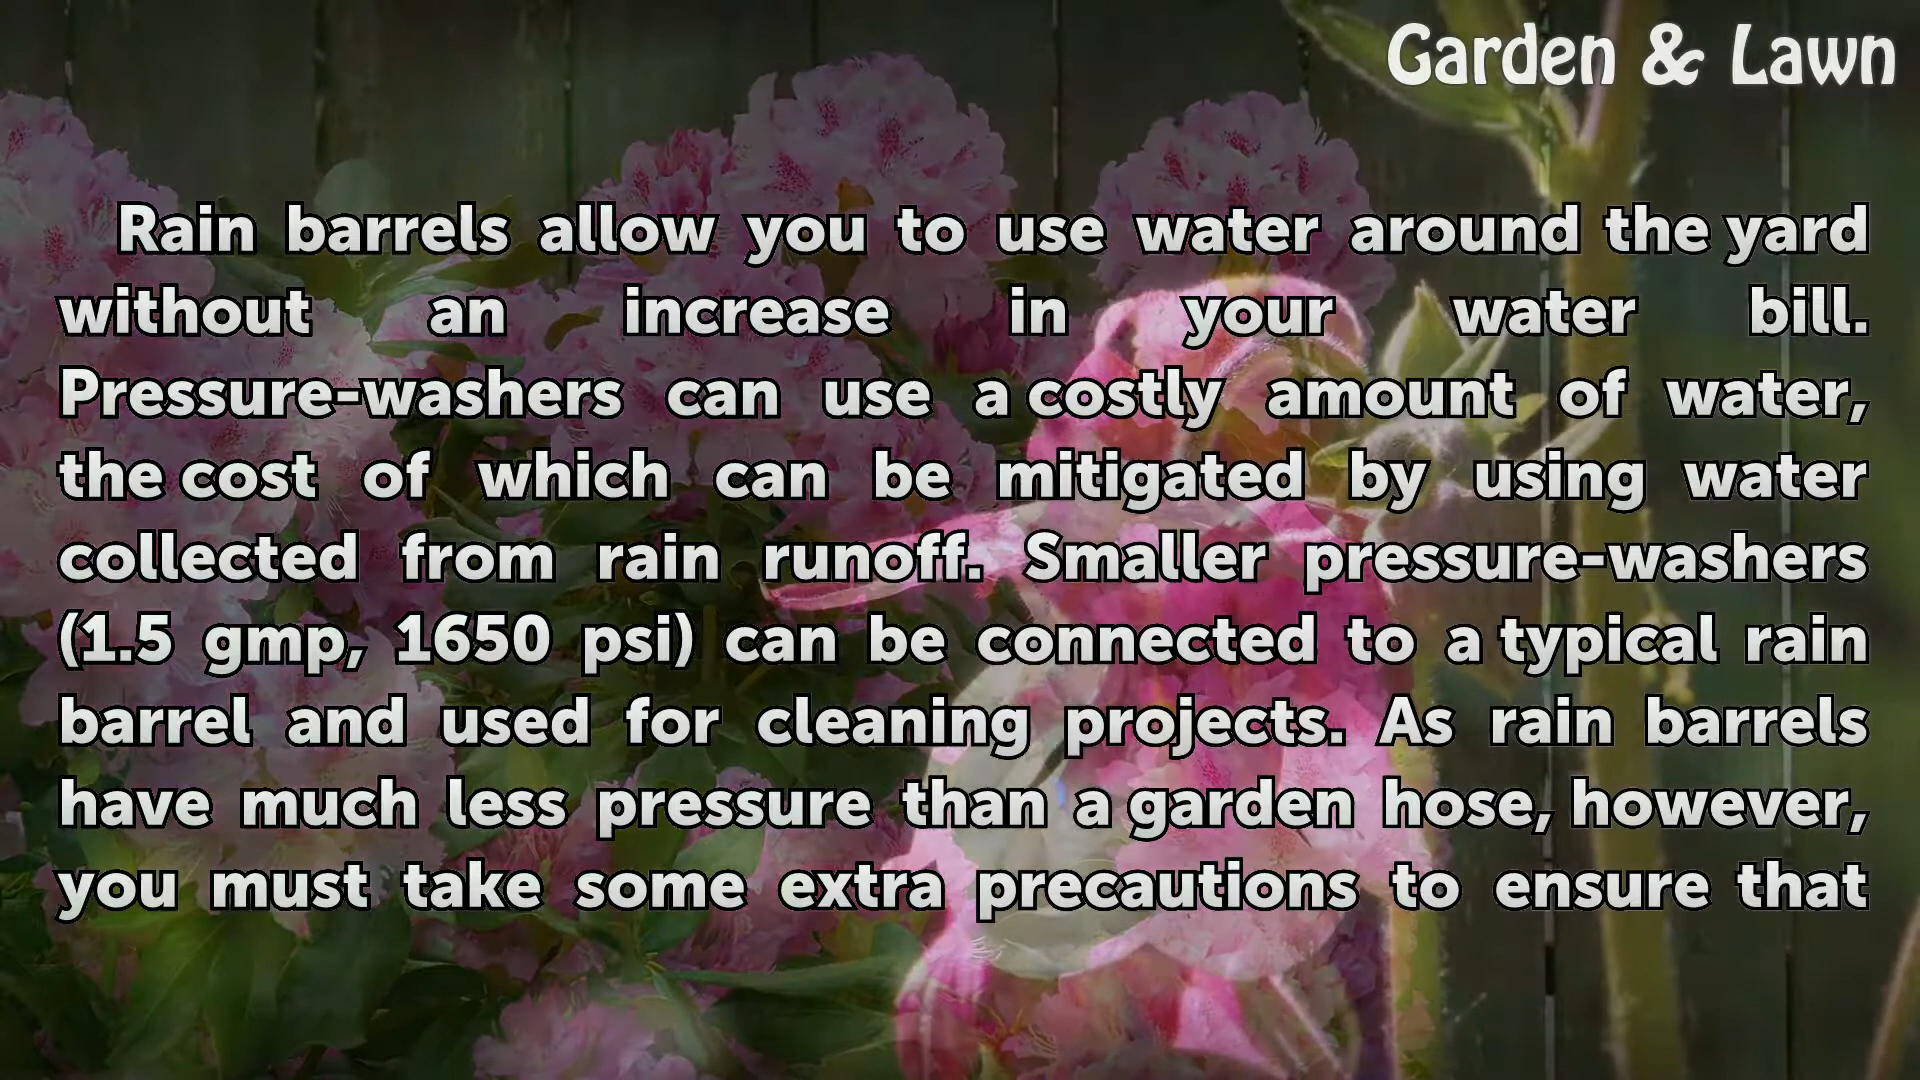 Garden & Lawn
Rain barrels allow you to use water around the yard
without an increase in your water bill.
Pressure-washers can use a costly amount of water,
the cost of which can be mitigated by using water
collected from rain runoff. Smaller pressure-washers
(1.5 gmp, 1650 psi) can be connected to a typical rain
barrel and used for cleaning projects. As rain barrels
have much less pressure than a garden hose, however,
you must take some extra precautions to ensure that